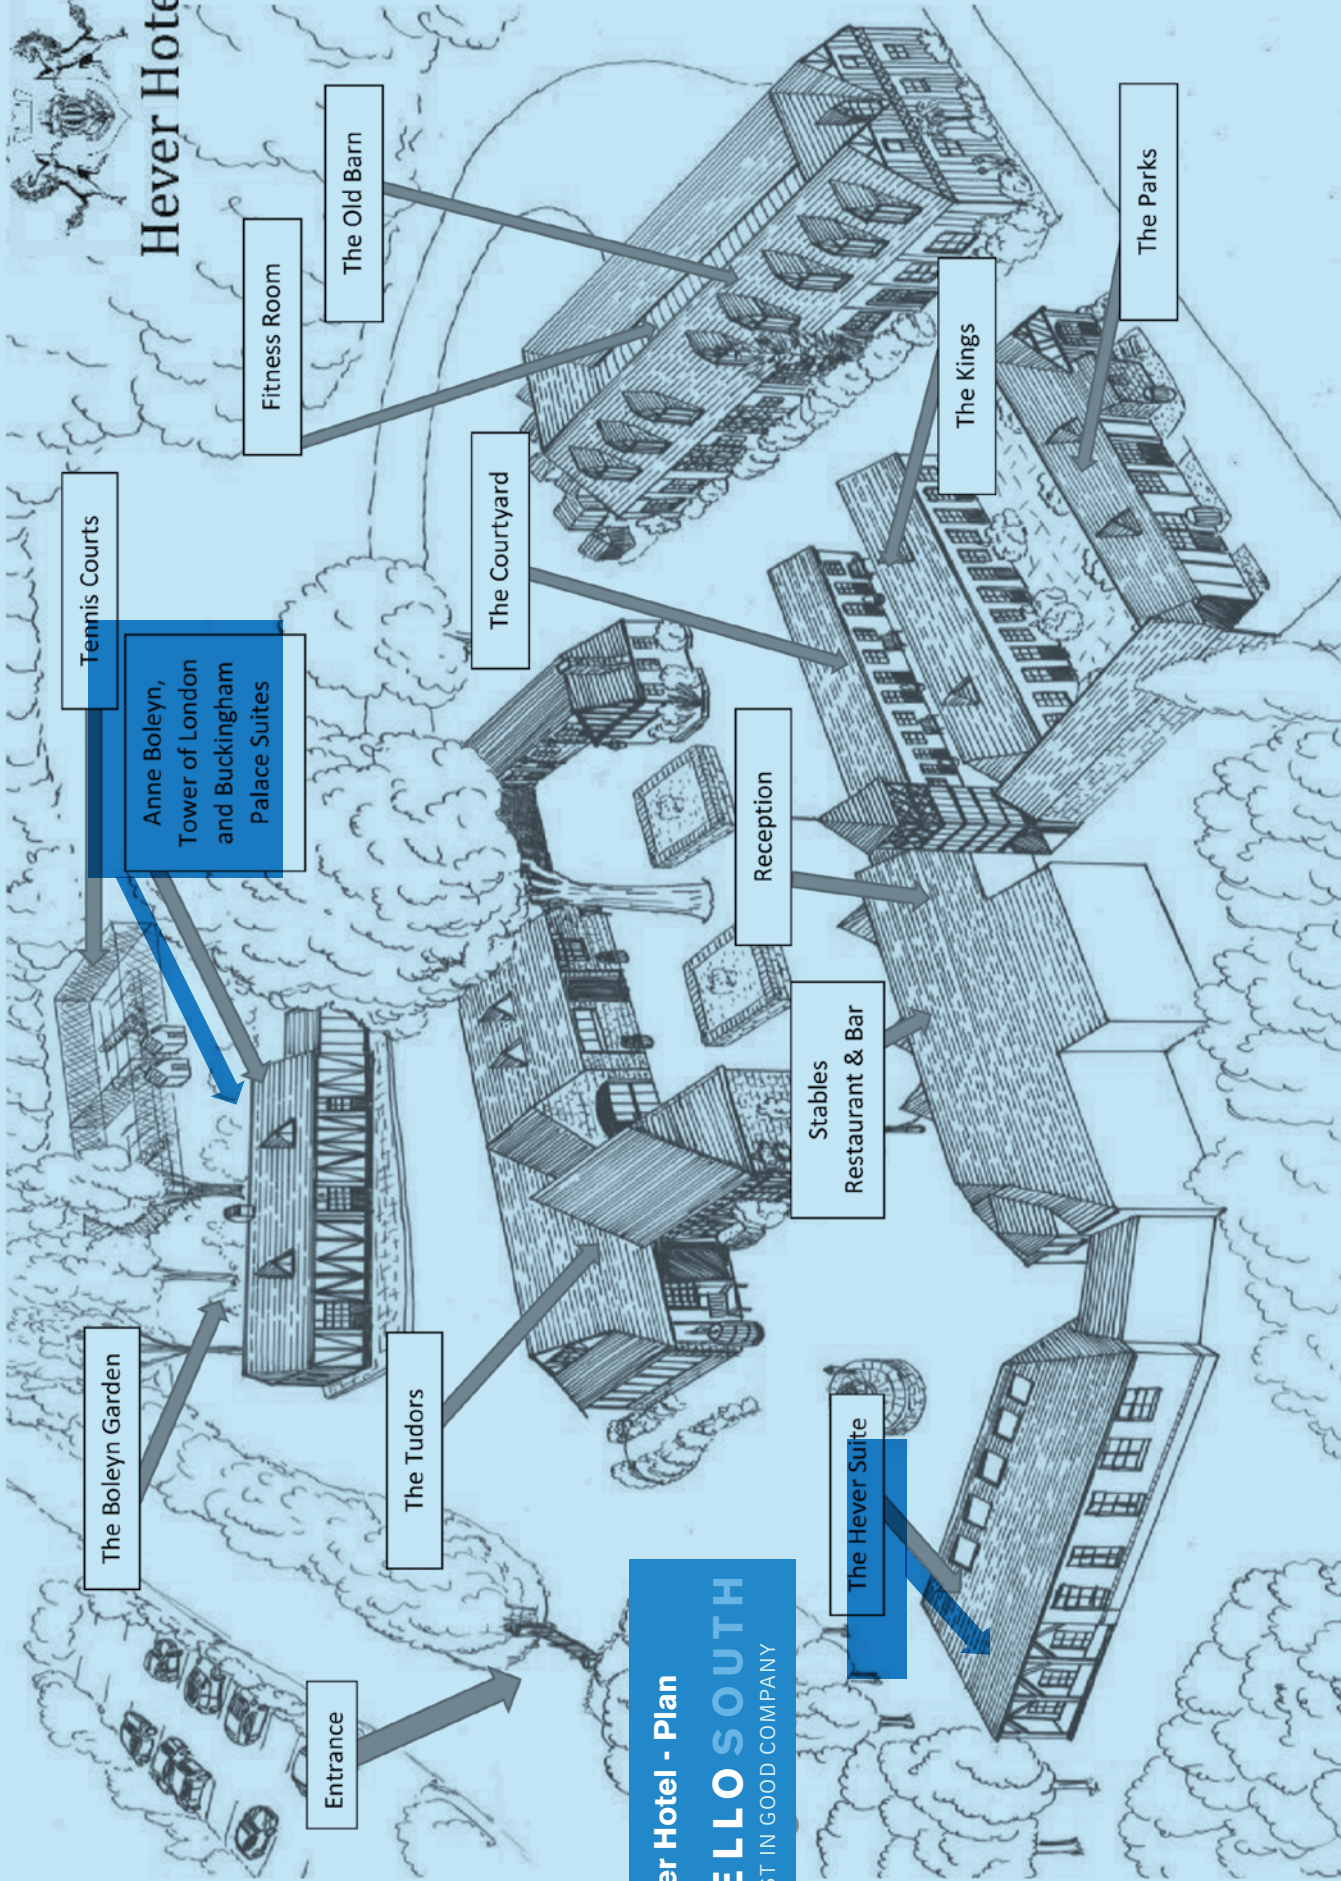 Hever Hote
Tennis Courts
The Boleyn Garden
Anne Boleyn,
Tower of London
and Buckingham
Palace Suites
Fitness Room
Entrance
The Old Barn
The Tudors
The Courtyard
er Hotel - Plan
ELLOSOUTH
ST IN GOOD COMPANY
Reception
Stables
Restaurant & Bar
The Hever Suite
The Kings
The Parks